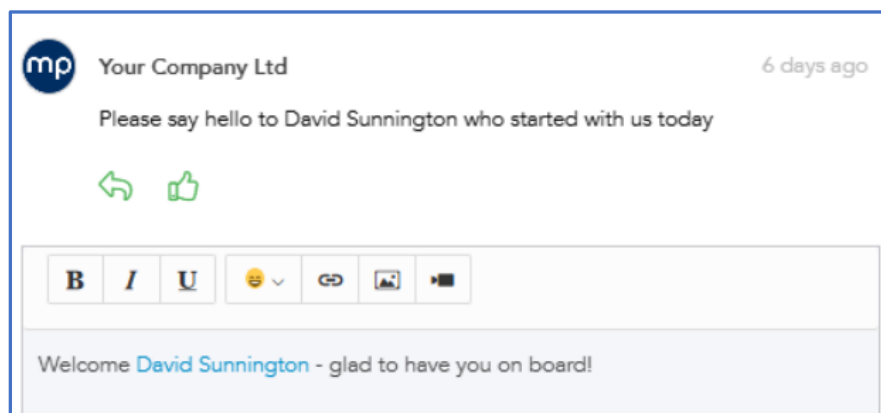 mp
Your Company Ltd
6 days ago
Please say hello to David Sunnington who started with us today
B I U
Welcome David Sunnington - glad to have you on board!